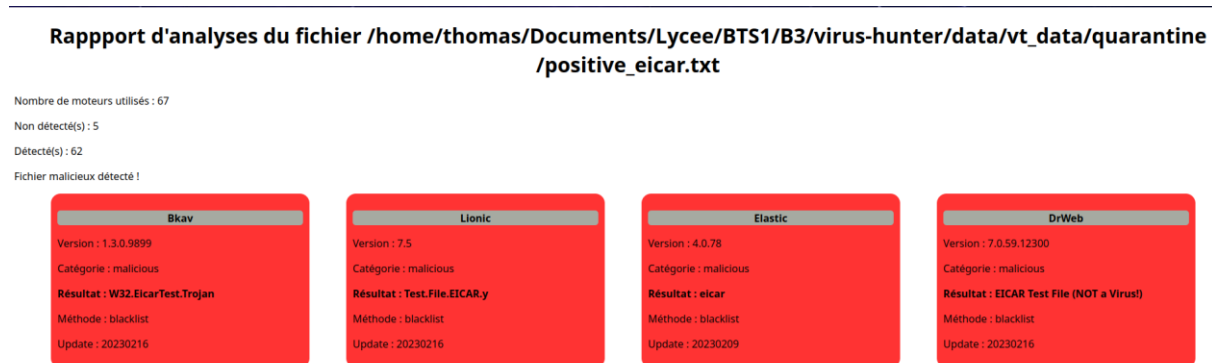 Rappport d'analyses du fichier /home/thomas/Documents/Lycee/BTS1/B3/virus-hunter/data/vt_data/quarantine
/positive_eicar.txt
Nombre de moteurs utilisés : 67
Non détecté(s) : 5
Détecté(s) : 62
Fichier malicieux détecté !
Bkav
Version : 1.3.0.9899
Catégorie : malicious
Résultat : W32.EicarTest.Trojan
Méthode : blacklist
Update : 20230216
Lionic
Version : 7.5
Catégorie : malicious
Résultat : Test.File.EICAR.y
Méthode : blacklist
Update : 20230216
Elastic
Version : 4.0.78
Catégorie : malicious
Résultat : eicar
Méthode : blacklist
Update : 20230209
DrWeb
Version : 7.0.59.12300
Catégorie : malicious
Résultat : EICAR Test File (NOT a Virus!)
Méthode : blacklist
Update : 20230216